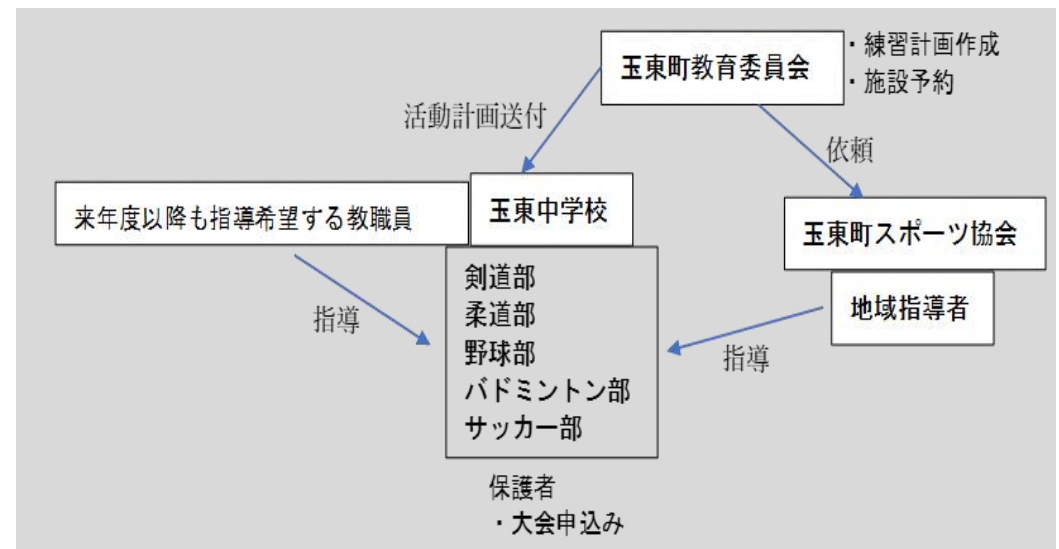 玉東町教育委員会
・練習計画作成
・施設予約
活動計画送付
依頼
来年度以降も指導希望する教職員
玉東中学校
玉東町スポーツ協会
剣道部
柔道部
野球部
バドミントン部
サッカー部
地域指導者
指導
指導
保護者
・大会申込み